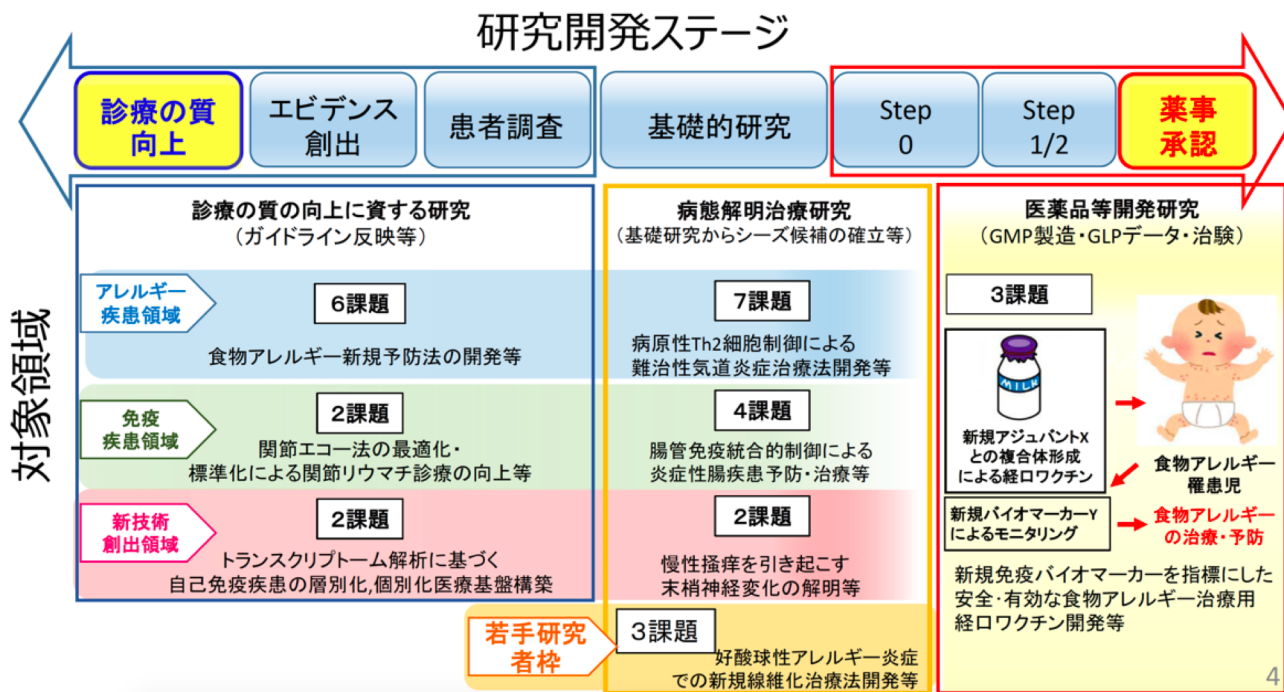 研究開発ステージ
診療の質
向上
エビデンス
創出
患者調査
基礎的研究
Step
0
Step
1/2
薬事
承認
対象領域
診療の質の向上に資する研究
（ガイドライン反映等）
アレルギー
疾患領域
6課題
食物アレルギー新規予防法の開発等
免疫
疾患領域
2課題
関節エコー法の最適化・
標準化による関節リウマチ診療の向上等
新技術
創出領域
2課題
トランスクリプトーム解析に基づく
自己免疫疾患の層別化,個別化医療基盤構築
病態解明治療研究
（基礎研究からシーズ候補の確立等）
7課題
病原性Th2細胞制御による
難治性気道炎症治療法開発等
4課題
腸管免疫統合的制御による
炎症性腸疾患予防・治療等
2課題
慢性掻痒を引き起こす
末梢神経変化の解明等
若手研究
者枠
3課題
好酸球性アレルギー炎症
での新規線維化治療法開発等
医薬品等開発研究
（GMP製造・GLPデータ・治験）
3課題
MILK
新規アジュバントX
との複合体形成
による経口ワクチン
食物アレルギー
罹患児
新規バイオマーカーY
によるモニタリング
食物アレルギー
の治療・予防
新規免疫バイオマーカーを指標にした
安全・有効な食物アレルギー治療用
経口ワクチン開発等
4